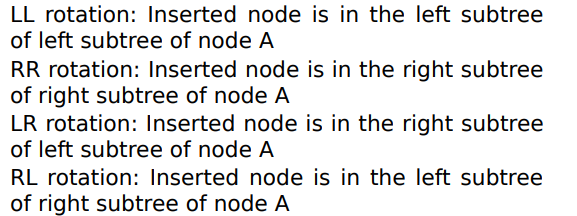 LL rotation: Inserted node is in the left subtree
of left subtree of node A
RR rotation: Inserted node is in the right subtree
of right subtree of node A
LR rotation: Inserted node is in the right subtree
of left subtree of node A
RL rotation: Inserted node is in the left subtree
of right subtree of node A